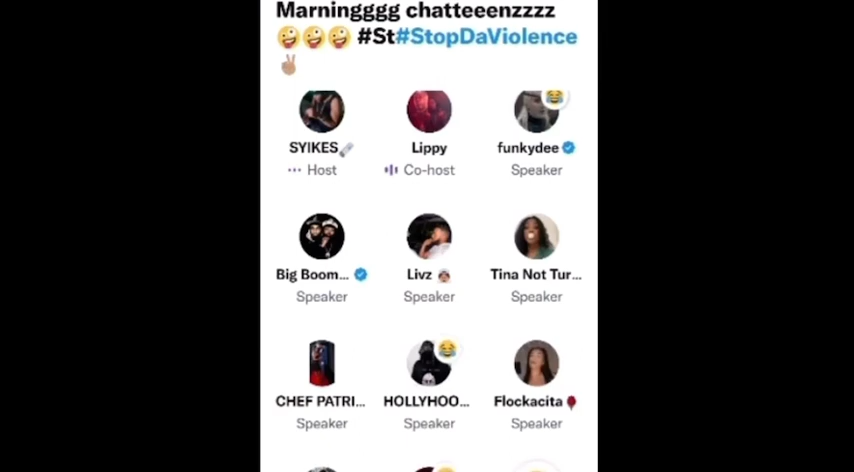 Marningggg chatteeenzzzz
🤪🤪🤪 #St#StopDaViolence
✌🏽
SYIKES Lippy funkydee
Host Co-host Speaker
Big Boom... Livz Tina Not Tur...
Speaker Speaker Speaker
CHEF PATRI... HOLLYHOO... Flockacita
Speaker Speaker Speaker